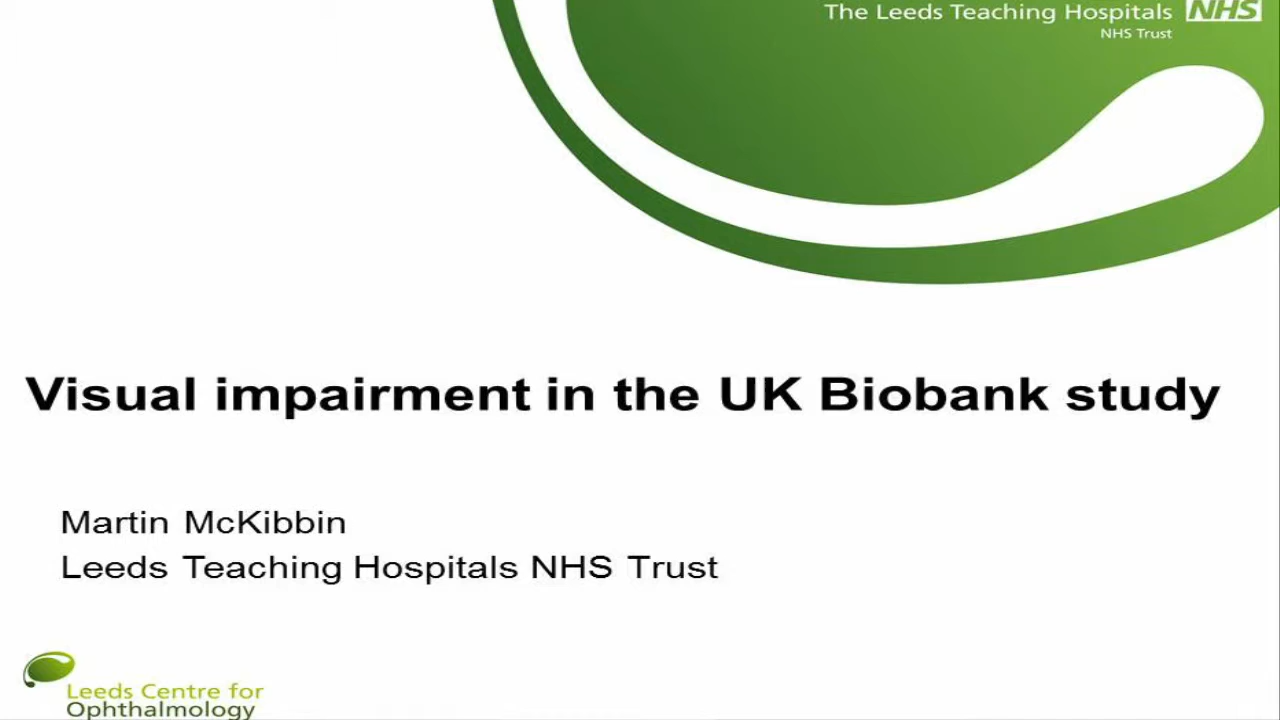 The Leeds Teaching Hospitals NHS
NHS Trust
Visual impairment in the UK Biobank study
Martin McKibbin
Leeds Teaching Hospitals NHS Trust
Leeds Centre for
Ophthalmology